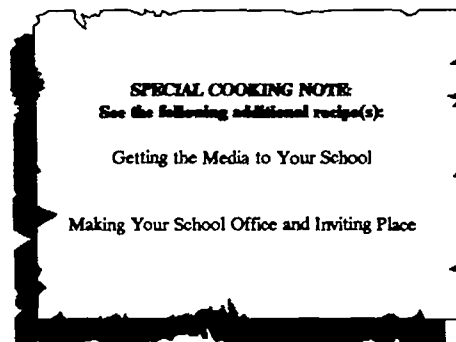 SPECIAL COOKING NOTE:
See the following additional recipe(s):
Getting the Media to Your School
Making Your School Office and Inviting Place